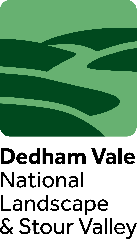 Dedham Vale
National
Landscape
& Stour Valley